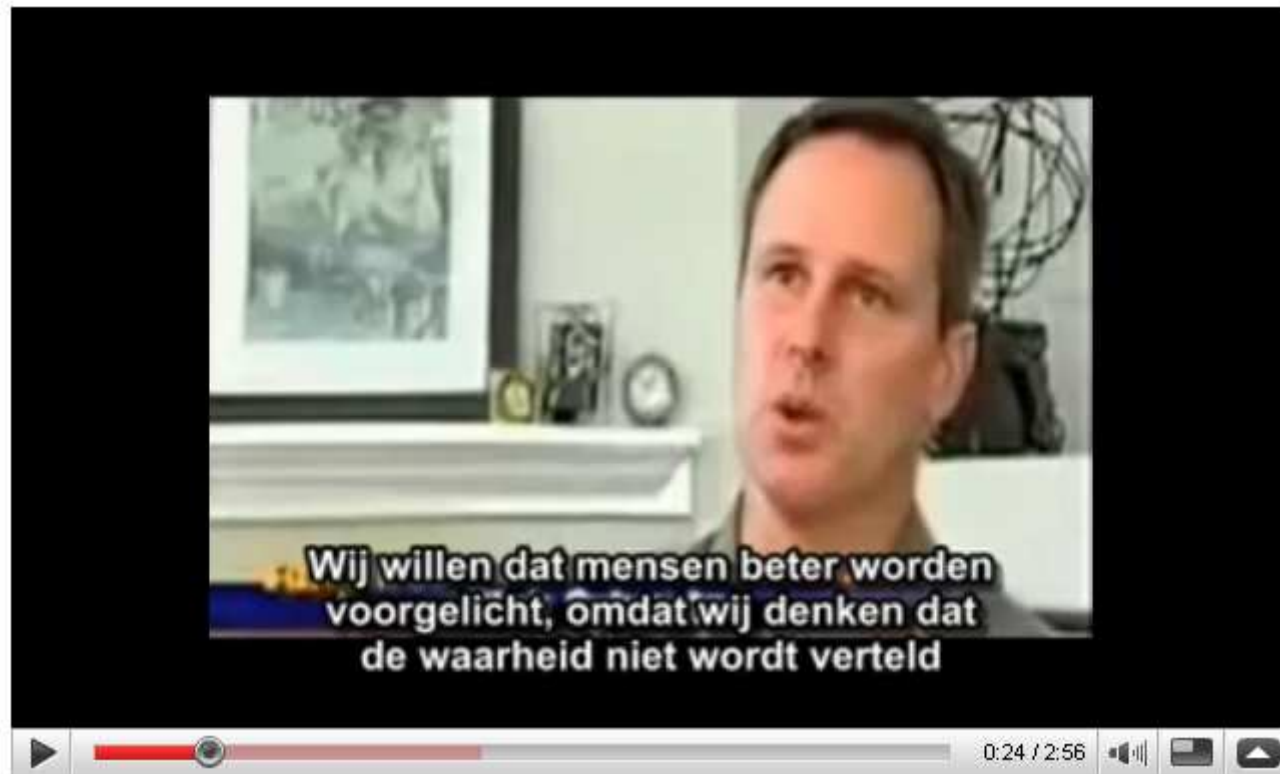 Wij willen dat mensen beter worden
voorgelicht, omdat wij denken dat
de waarheid niet wordt verteld
0:24 / 2:56